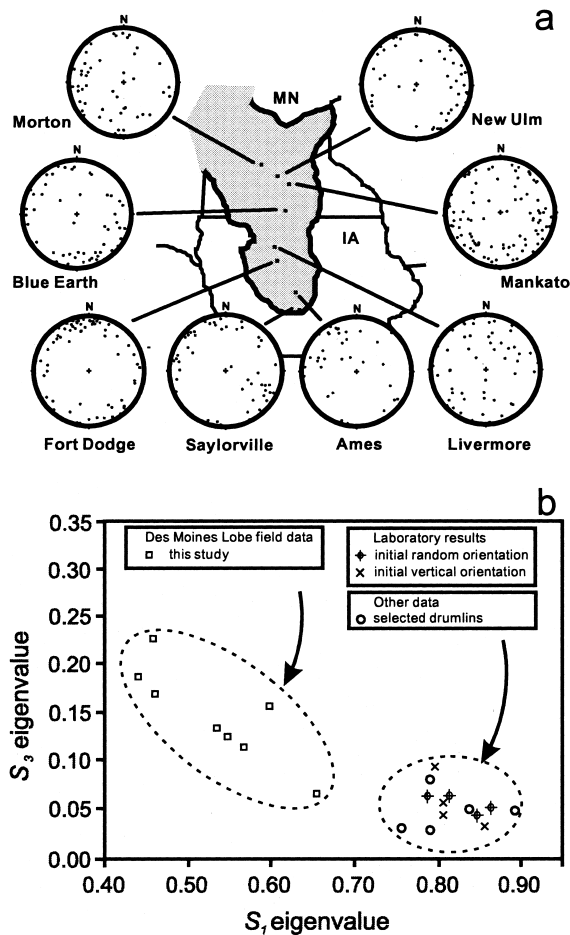 a
N
N
MN
Morton
New Ulm
N
N
IA
Blue Earth
Mankato
N
N
N
N
Fort Dodge
Saylorville
Ames
Livermore
b
0.35
0.30
0.25
0.20
0.15
0.10
0.05
0.00
S3 eigenvalue
Des Moines Lobe field data
this study
Laboratory results
initial random orientation
initial vertical orientation
Other data
selected drumlins
0.40 0.50 0.60 0.70 0.80 0.90
S1 eigenvalue